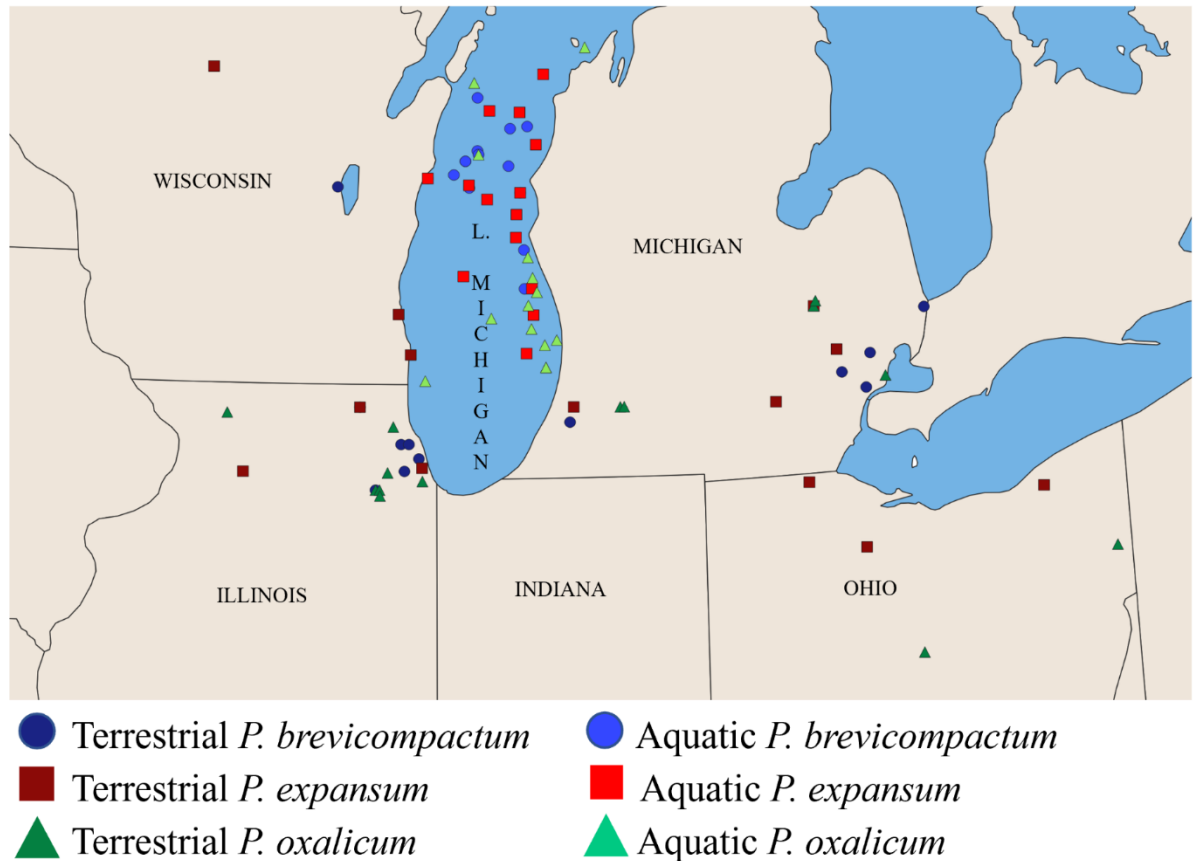 WISCONSIN
MICHIGAN
L.
M
I
C
H
I
G
A
N
ILLINOIS
INDIANA
OHIO
Terrestrial P. brevicompactum
Aquatic P. brevicompactum
Terrestrial P. expansum
Aquatic P. expansum
Terrestrial P. oxalicum
Aquatic P. oxalicum